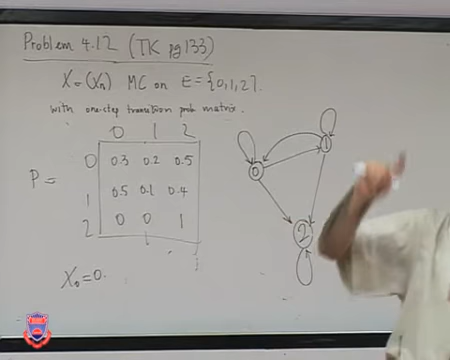 Problem 4.12 (TK pg 133)
X = (Xn) MC on E = {0,1,2}.
with one-step transition prob matrix.
0 1 2
0 0.3 0.2 0.5
P =
1 0.5 0.1 0.4
2 0 0 1
X₀ = 0.
0
1
2